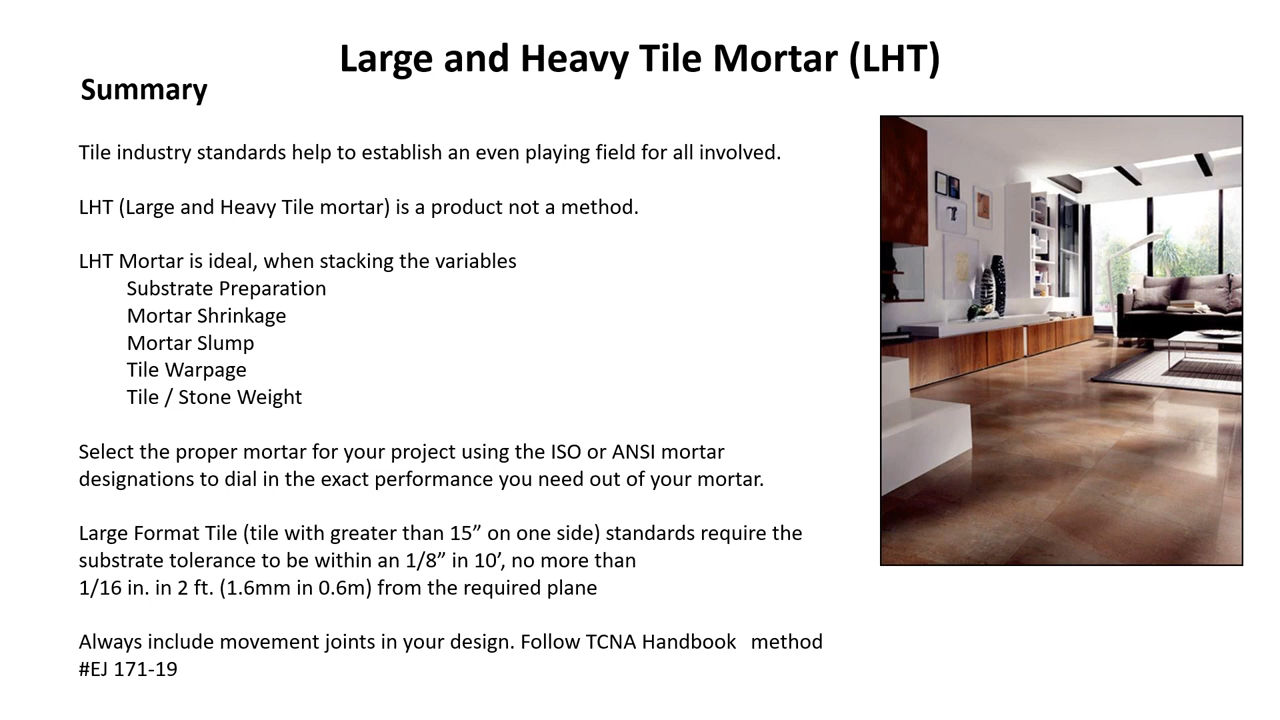 Large and Heavy Tile Mortar (LHT)
Summary
Tile industry standards help to establish an even playing field for all involved.
LHT (Large and Heavy Tile mortar) is a product not a method.
LHT Mortar is ideal, when stacking the variables
Substrate Preparation
Mortar Shrinkage
Mortar Slump
Tile Warpage
Tile / Stone Weight
Select the proper mortar for your project using the ISO or ANSI mortar
designations to dial in the exact performance you need out of your mortar.
Large Format Tile (tile with greater than 15” on one side) standards require the
substrate tolerance to be within an 1/8” in 10’, no more than
1/16 in. in 2 ft. (1.6mm in 0.6m) from the required plane
Always include movement joints in your design. Follow TCNA Handbook  method
#EJ 171-19